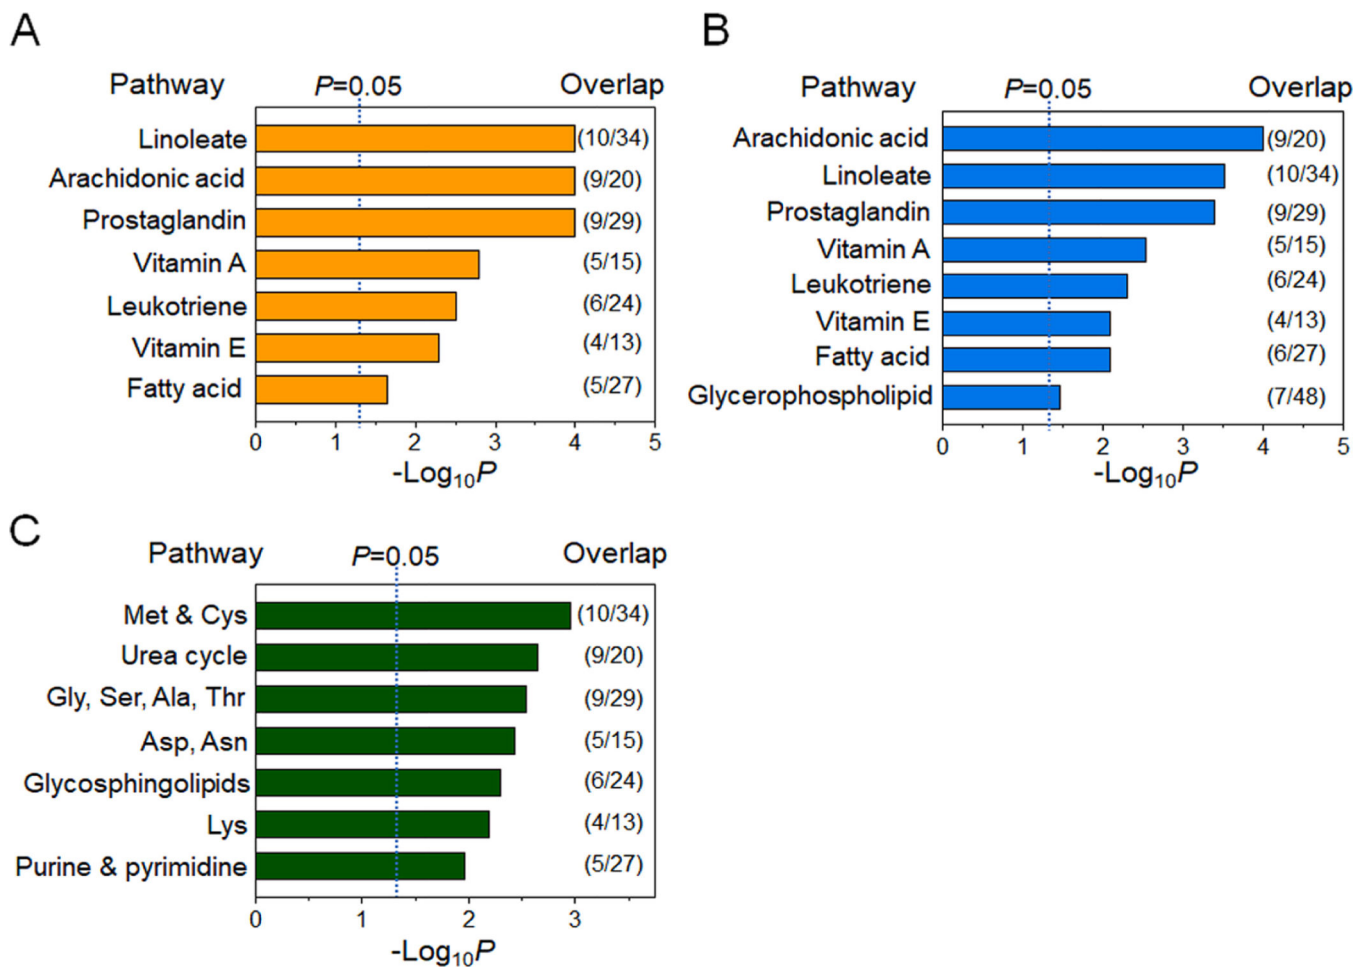 A
Pathway P=0.05 Overlap
Linoleate (10/34)
Arachidonic acid (9/20)
Prostaglandin (9/29)
Vitamin A (5/15)
Leukotriene (6/24)
Vitamin E (4/13)
Fatty acid (5/27)
0 1 2 3 4 5
-Log₁₀P
B
Pathway P=0.05 Overlap
Arachidonic acid (9/20)
Linoleate (10/34)
Prostaglandin (9/29)
Vitamin A (5/15)
Leukotriene (6/24)
Vitamin E (4/13)
Fatty acid (6/27)
Glycerophospholipid (7/48)
0 1 2 3 4 5
-Log₁₀P
C
Pathway P=0.05 Overlap
Met & Cys (10/34)
Urea cycle (9/20)
Gly, Ser, Ala, Thr (9/29)
Asp, Asn (5/15)
Glycosphingolipids (6/24)
Lys (4/13)
Purine & pyrimidine (5/27)
0 1 2 3
-Log₁₀P